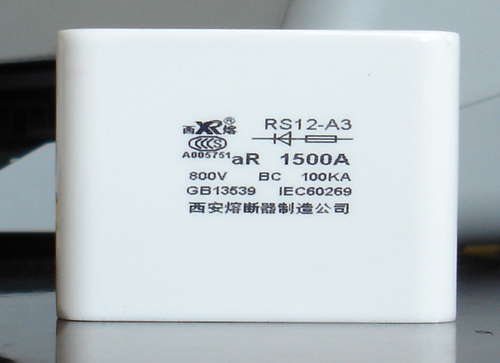 西XR熔® RS12-A3
CCCS
A005751 aR 1500A
800V BC 100KA
GB13539 IEC60269
西安熔断器制造公司